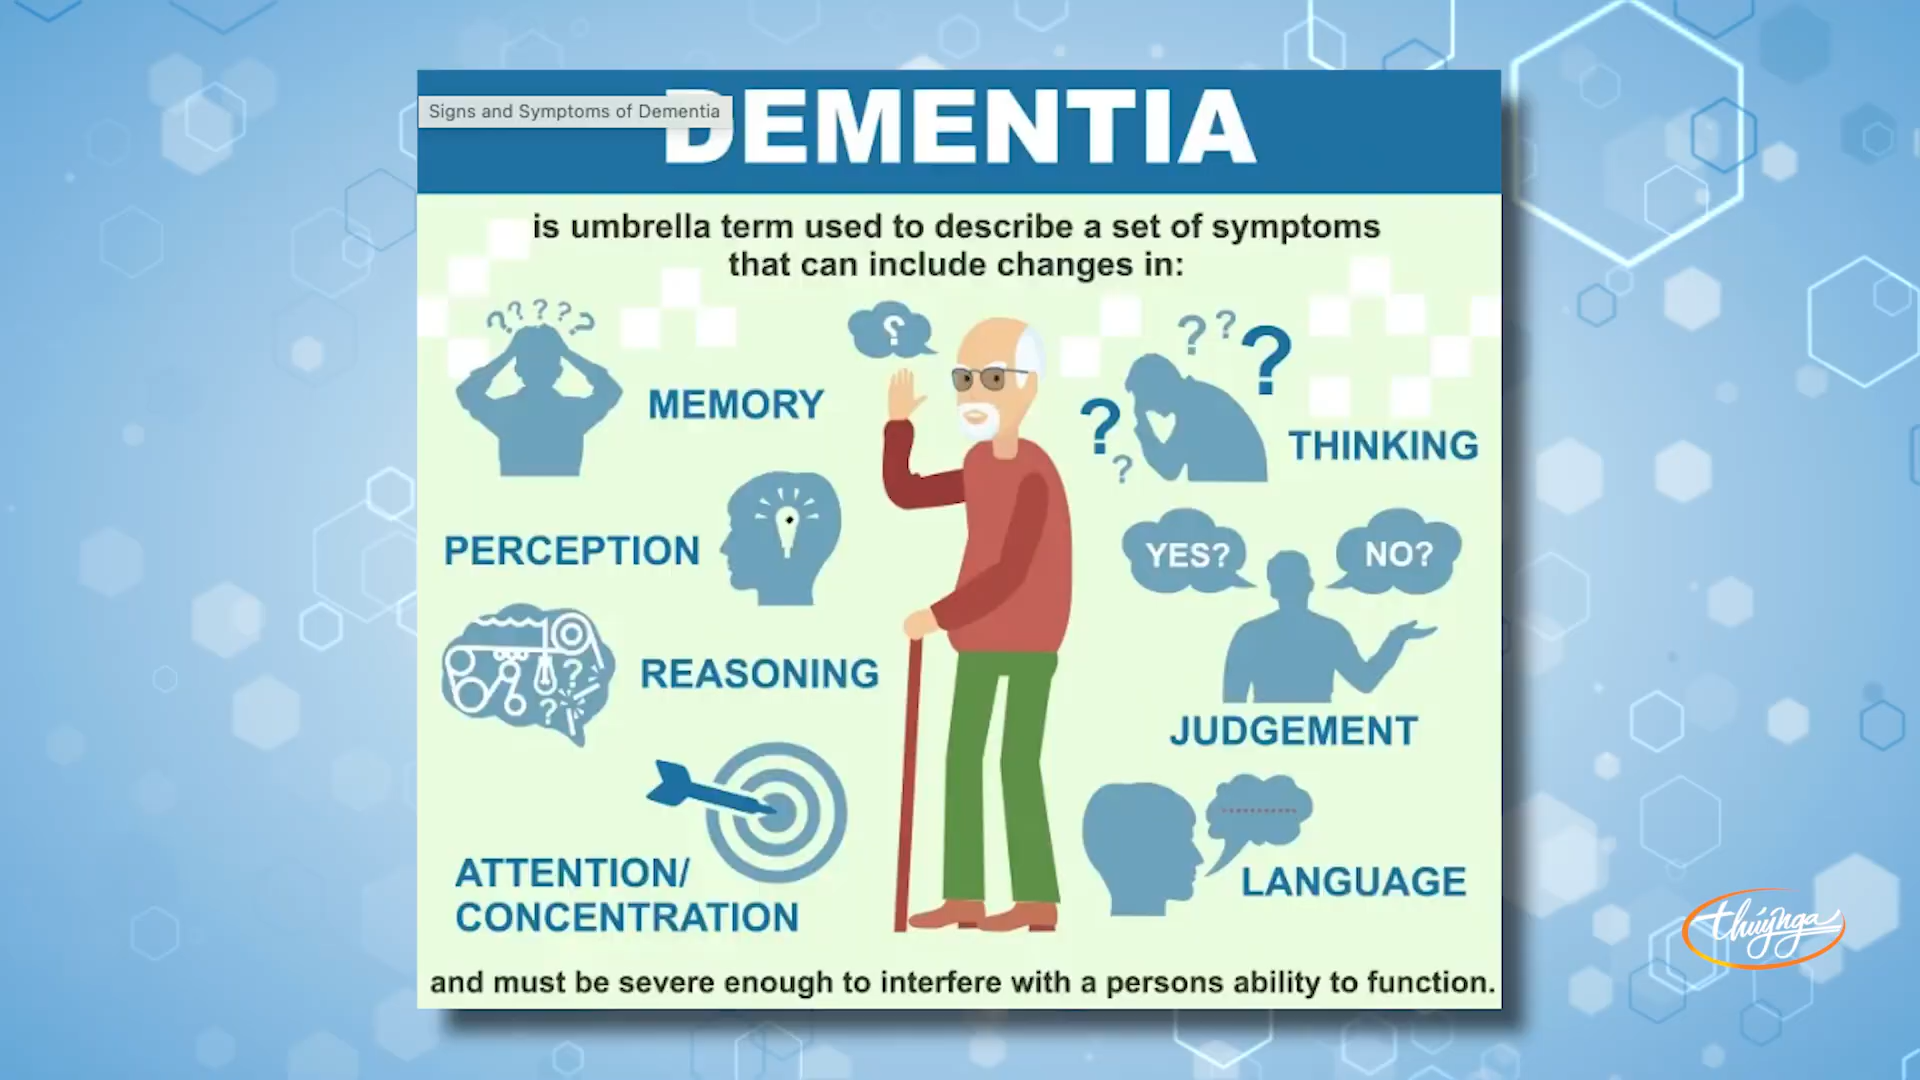 DEMENTIA
Signs and Symptoms of Dementia
is umbrella term used to describe a set of symptoms
that can include changes in:
? ? ? ? ?
?
? ? ?
? ?
MEMORY
THINKING
PERCEPTION
YES?
NO?
REASONING
? ?
JUDGEMENT
ATTENTION/
CONCENTRATION
LANGUAGE
and must be severe enough to interfere with a persons ability to function.
thúynga